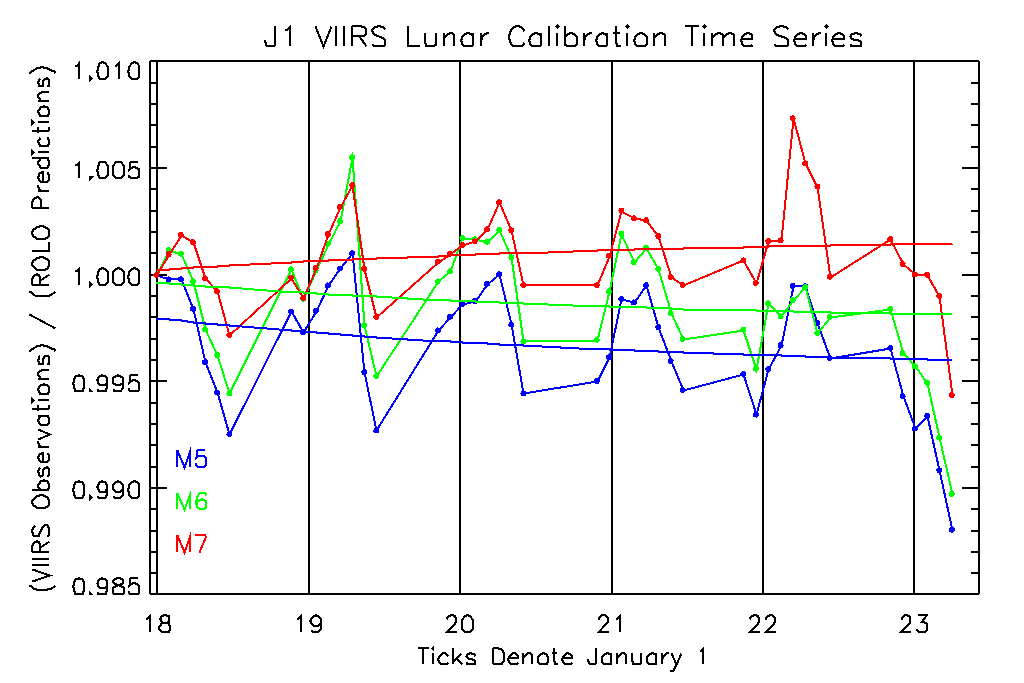 J1 VIIRS Lunar Calibration Time Series
(VIIRS Observations) / (ROLO Predictions)
1.010
1.005
1.000
0.995
0.990
0.985
M5
M6
M7
18 19 20 21 22 23
Ticks Denote January 1